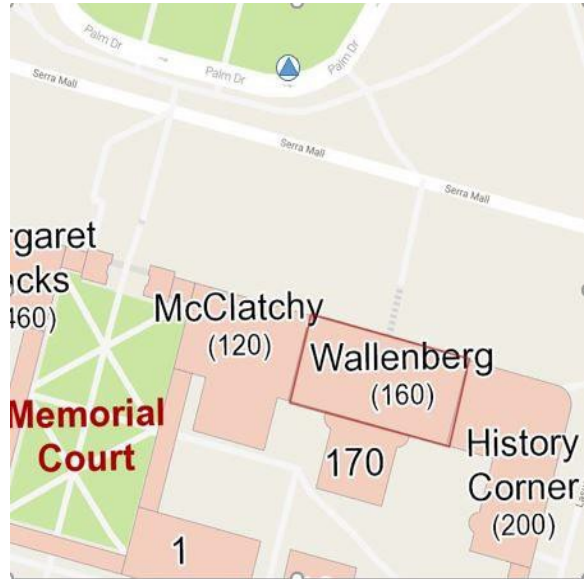 Palm Dr
Palm Dr
Palm Dr
Serra Mall
Serra Mall
Serra Mall
rgaret
cks
460)
McClatchy
(120)
Wallenberg
(160)
Memorial
Court
170
History
Corner
(200)
1